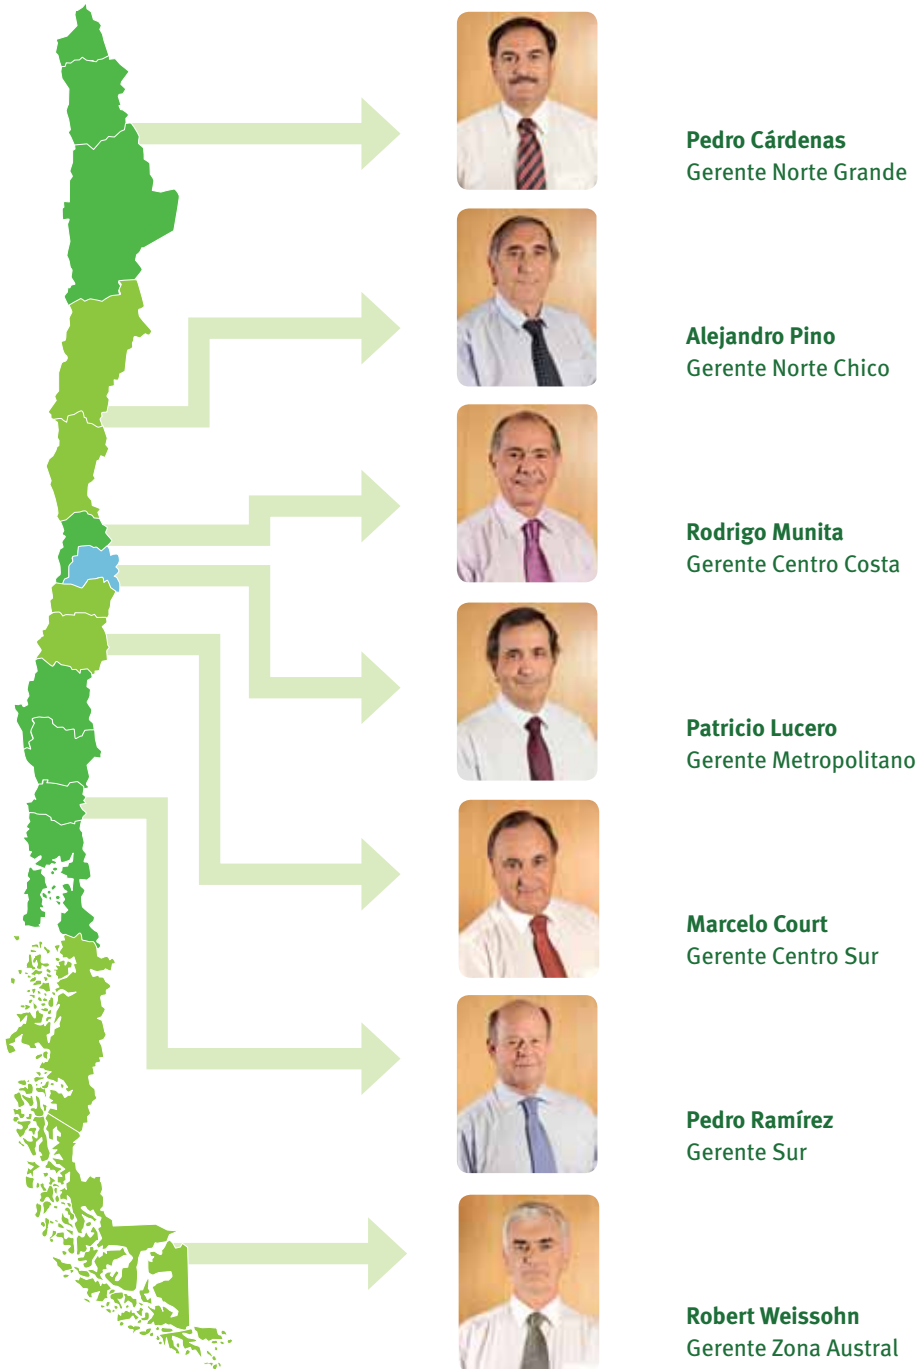 Pedro Cárdenas
Gerente Norte Grande
Alejandro Pino
Gerente Norte Chico
Rodrigo Munita
Gerente Centro Costa
Patricio Lucero
Gerente Metropolitano
Marcelo Court
Gerente Centro Sur
Pedro Ramírez
Gerente Sur
Robert Weissohn
Gerente Zona Austral